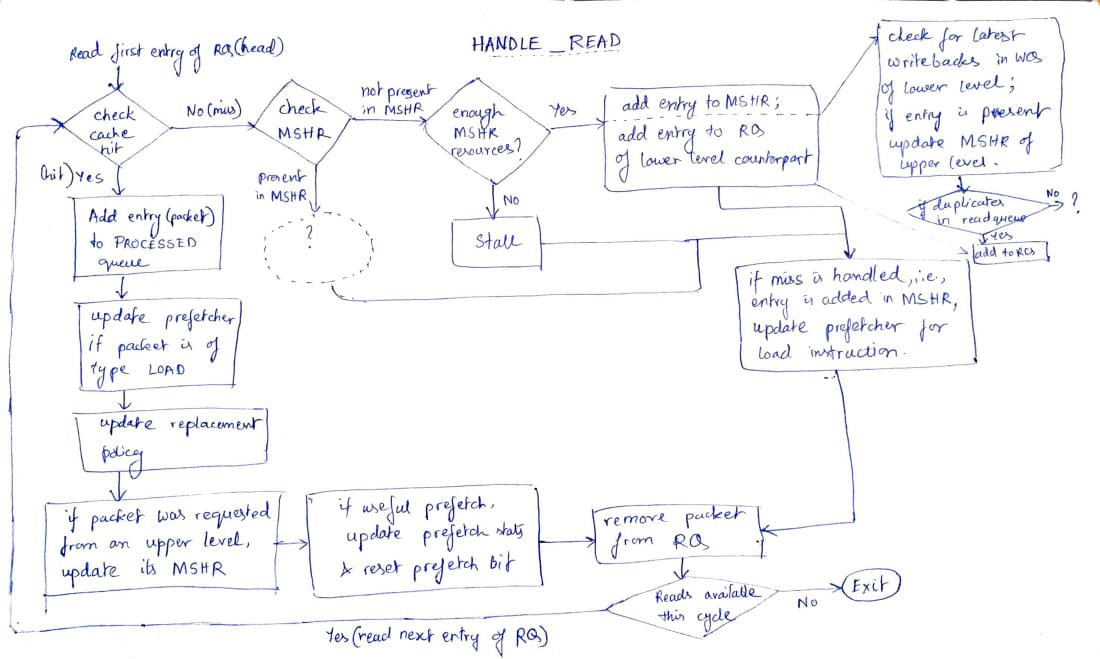 HANDLE_READ
Read first entry of RQ(head)
check
cache
hit
No(miss)
check
MSHR
not present
in MSHR
enough
MSHR
resources?
Yes
add entry to MSHR;
add entry to RQ
of lower level counterpart
check for latest
writebacks in WQ
of lower level;
if entry is present
update MSHR of
upper level.
if duplicates
in readqueue
No
?
Yes
add to RQ
(hit)Yes
present
in MSHR
?
No
Stall
Add entry(packet)
to PROCESSED
queue
if miss is handled, i.e.,
entry is added in MSHR,
update prefetcher for
load instruction.
update prefetcher
if packet is of
type LOAD
update replacement
policy
if packet was requested
from an upper level,
update its MSHR
if useful prefetch,
update prefetch stats
& reset prefetch bit
remove packet
from RQ
Reads available
this cycle
No
Exit
Yes(read next entry of RQ)